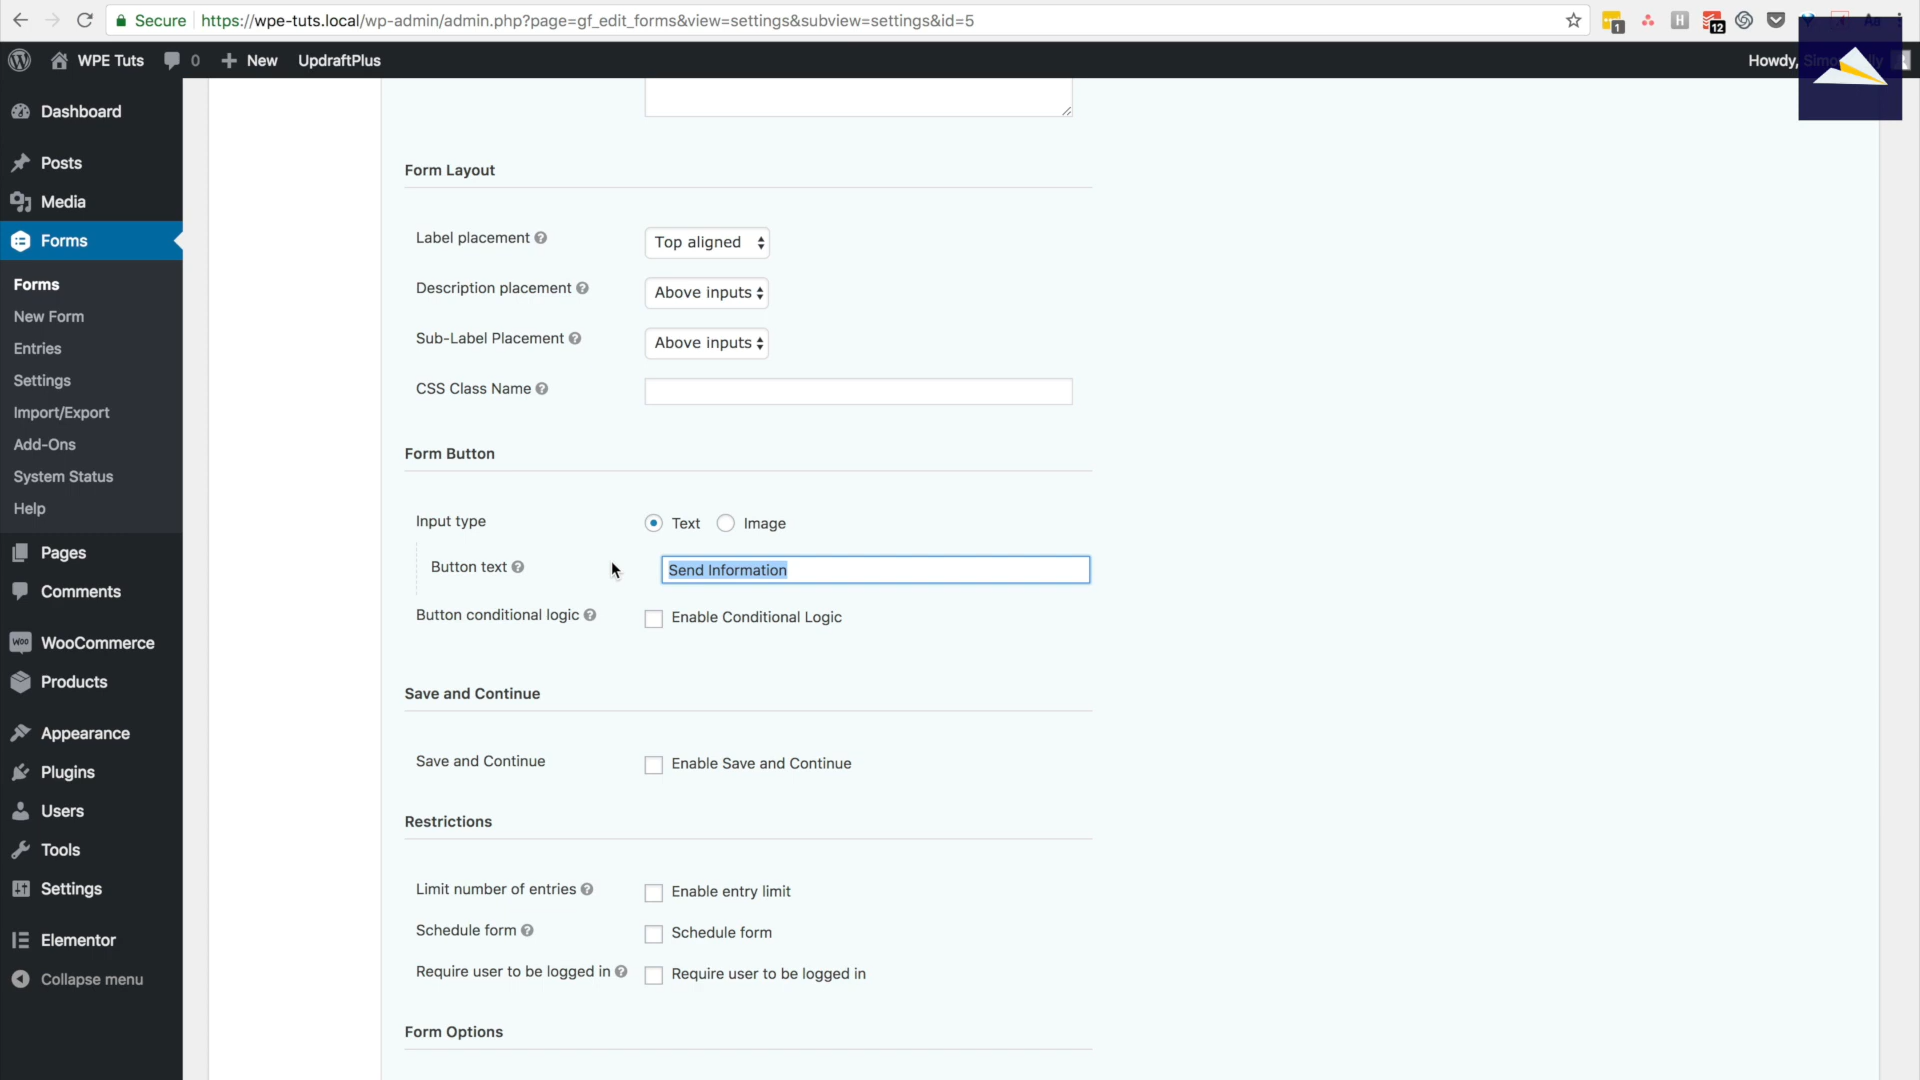 Secure https://wpe-tuts.local/wp-admin/admin.php?page=gf_edit_forms&view=settings&subview=settings&id=5
1
H
12
WPE Tuts 0 New UpdraftPlus
Howdy,
Dashboard
Posts
Media
Forms
Forms
New Form
Entries
Settings
Import/Export
Add-Ons
System Status
Help
Pages
Comments
WooCommerce
Products
Appearance
Plugins
Users
Tools
Settings
Elementor
Collapse menu
Form Layout
Label placement Top aligned
Description placement Above inputs
Sub-Label Placement Above inputs
CSS Class Name
Form Button
Input type Text Image
Button text Send Information
Button conditional logic Enable Conditional Logic
Save and Continue
Save and Continue Enable Save and Continue
Restrictions
Limit number of entries Enable entry limit
Schedule form Schedule form
Require user to be logged in Require user to be logged in
Form Options